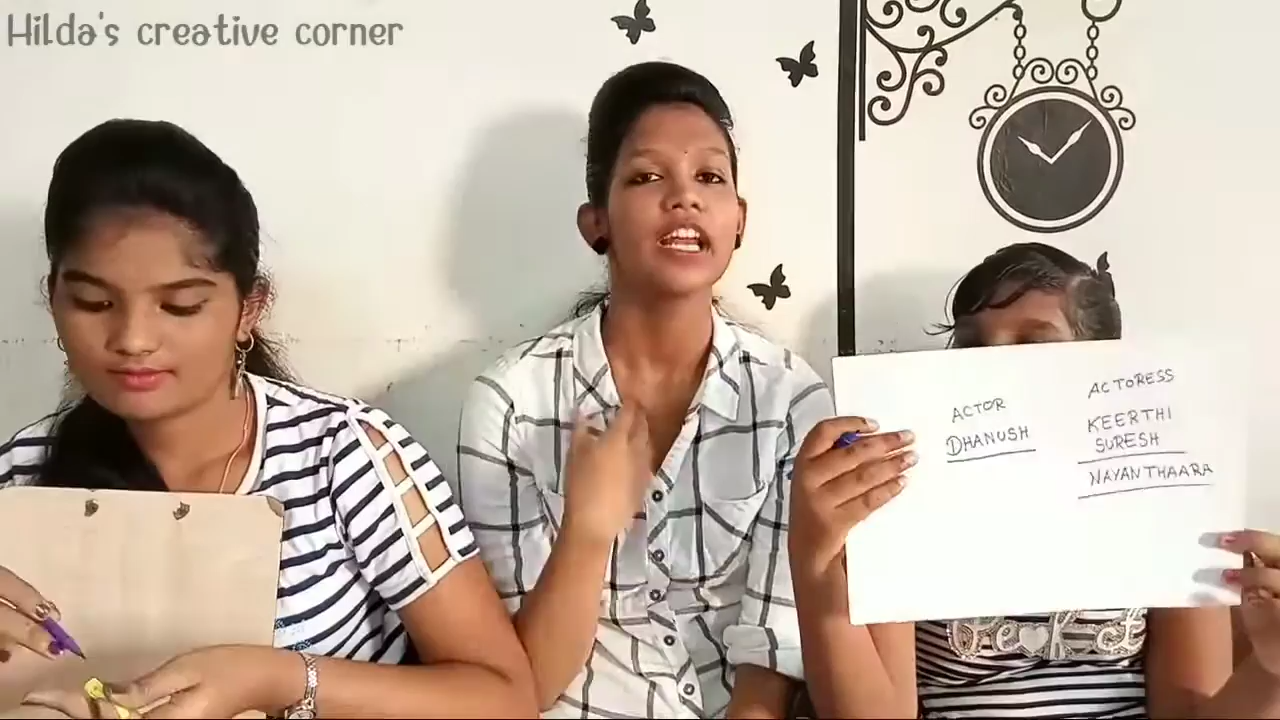 Hilda's creative corner
ACTOR
DHANUSH
ACTORESS
KEERTHI
SURESH
NAYANTHAARA